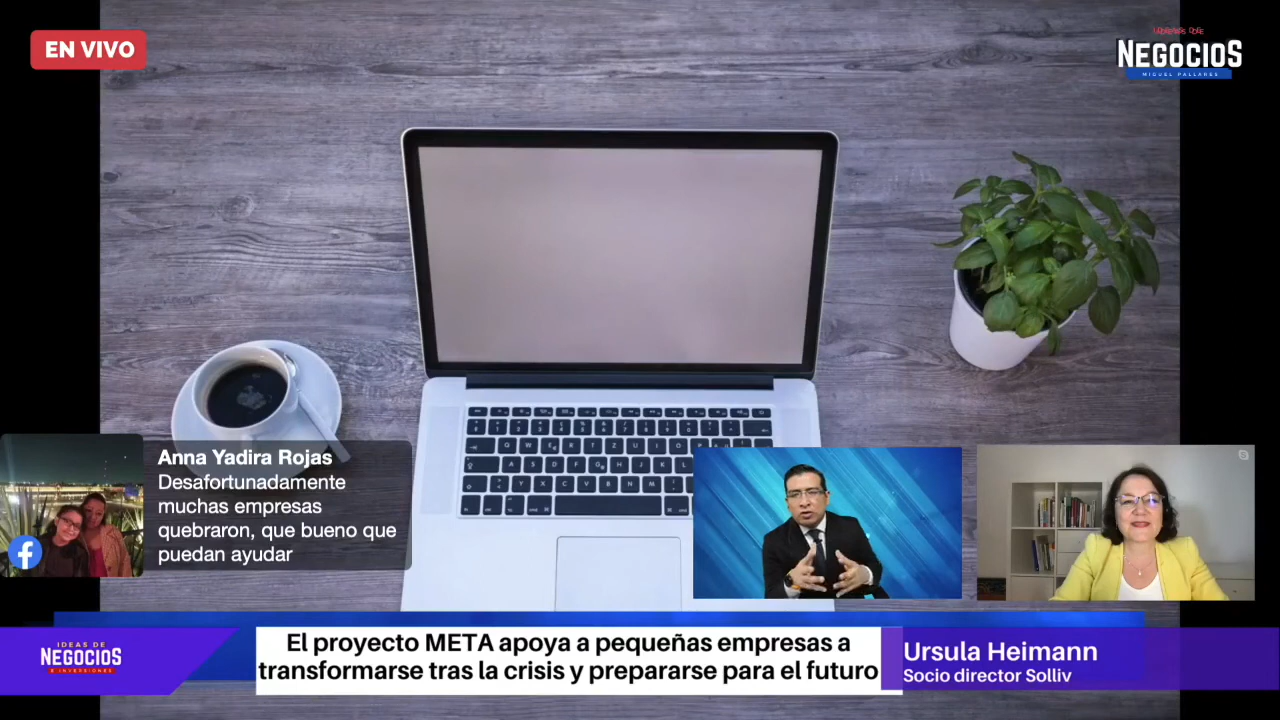 EN VIVO
NEGOCIOS
MIGUEL PALLARES
Anna Yadira Rojas
Desafortunadamente
muchas empresas
quebraron, que bueno que
puedan ayudar
El proyecto META apoya a pequeñas empresas a
transformarse tras la crisis y prepararse para el futuro
Ursula Heimann
Socio director Solliv
IDEAS DE
NEGOCIOS
E INVERSIONES